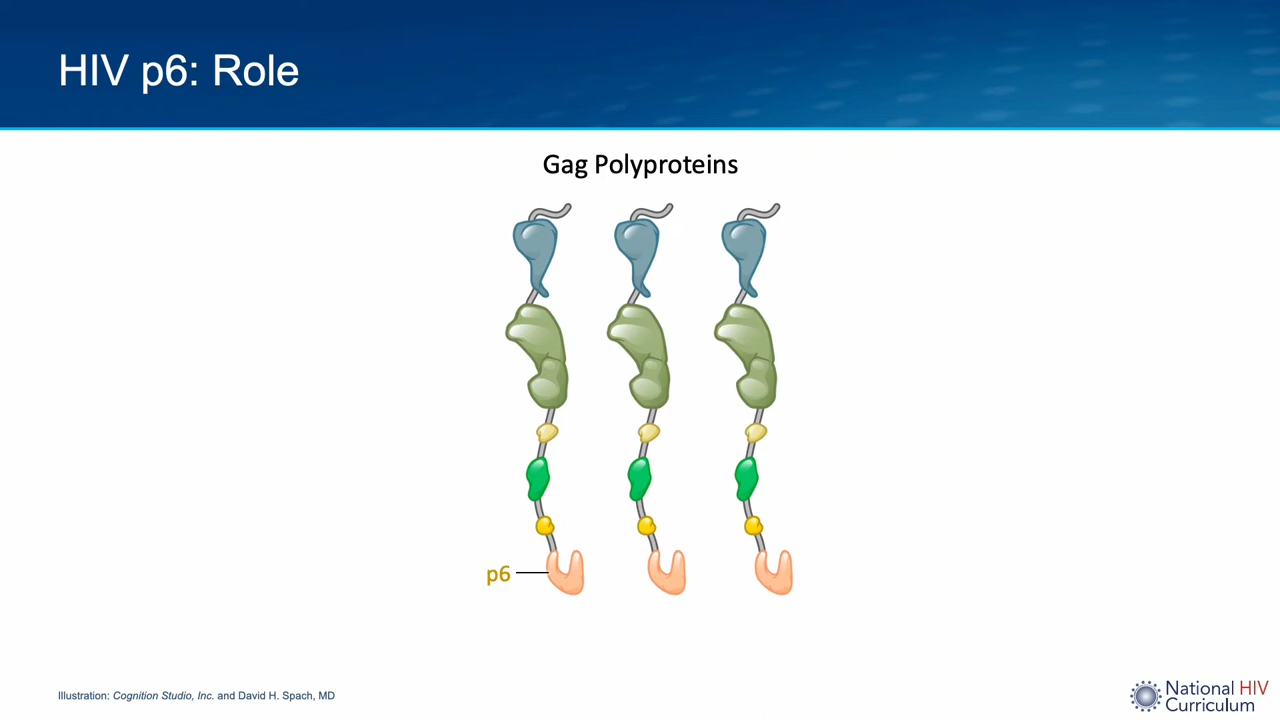 HIV p6: Role
Gag Polyproteins
p6
Illustration: Cognition Studio, Inc. and David H. Spach, MD
National HIV
Curriculum